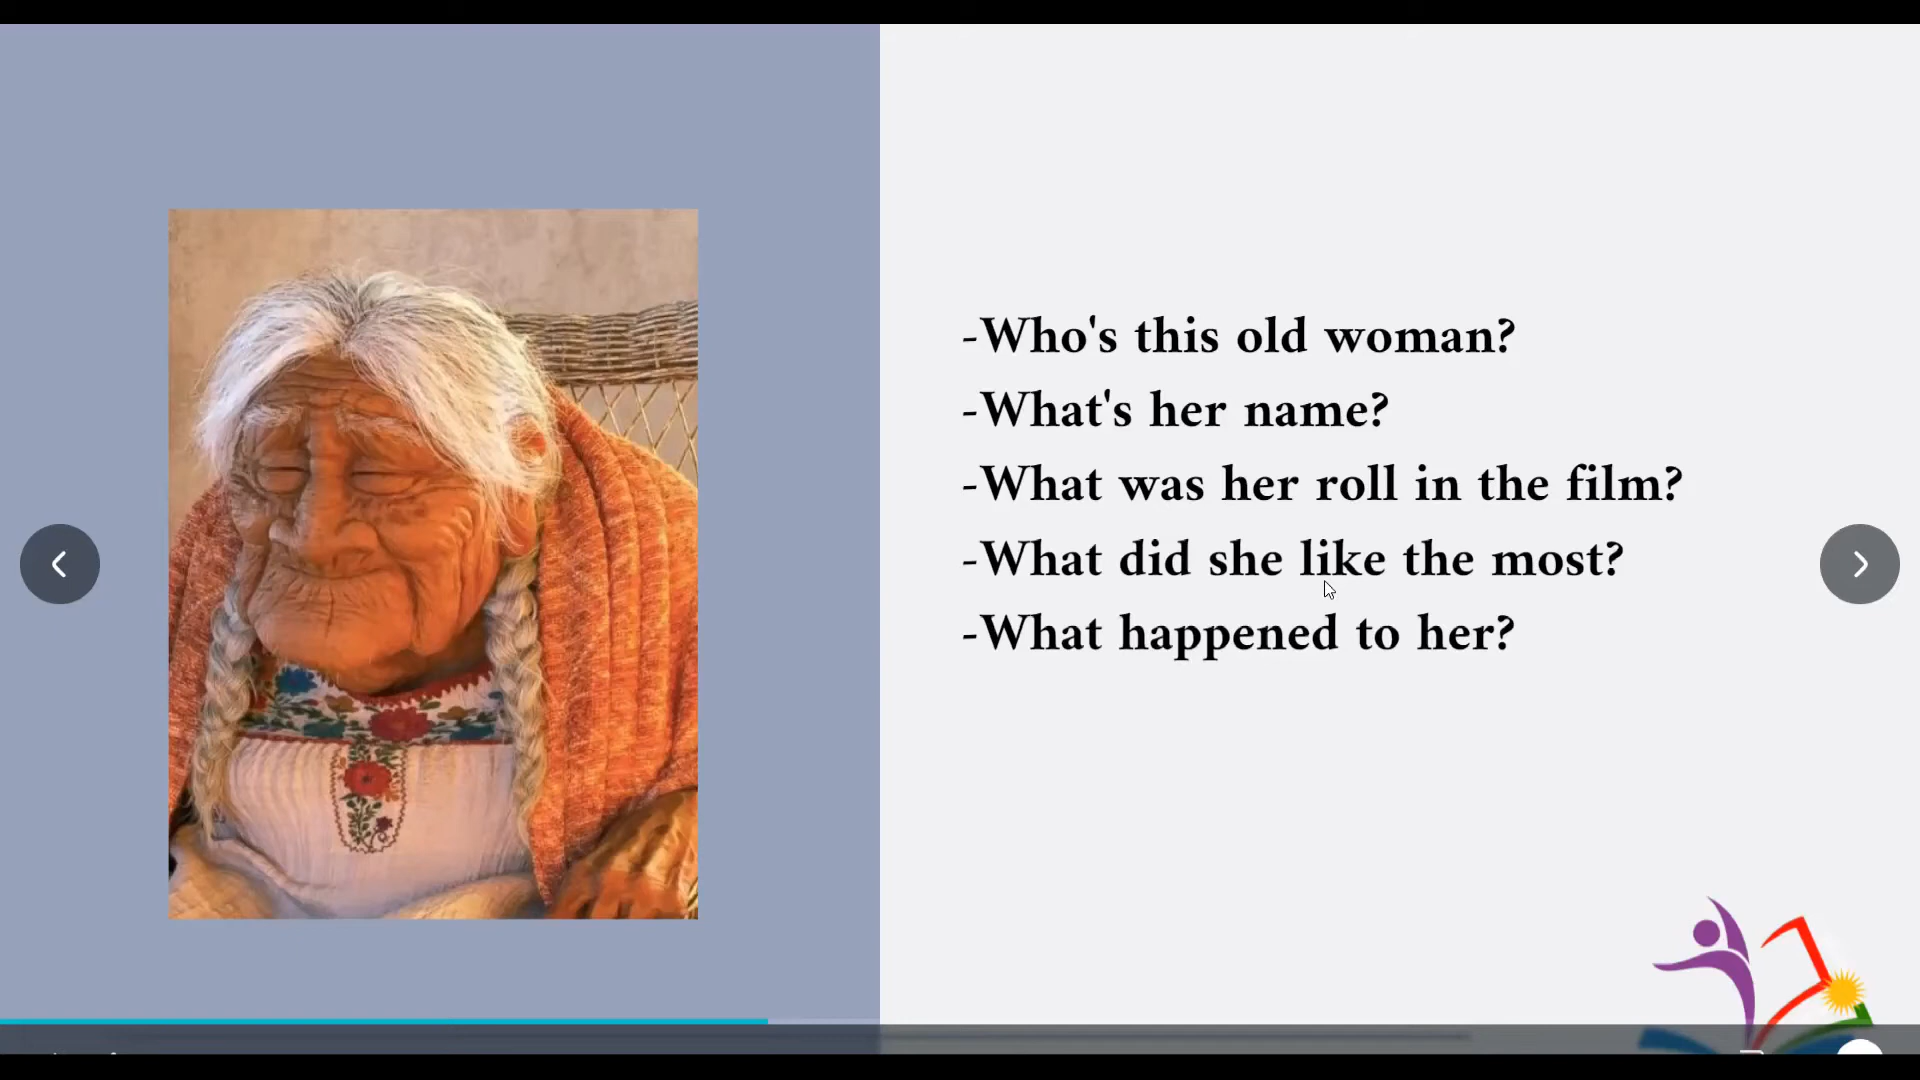 -Who's this old woman?
-What's her name?
-What was her roll in the film?
-What did she like the most?
-What happened to her?